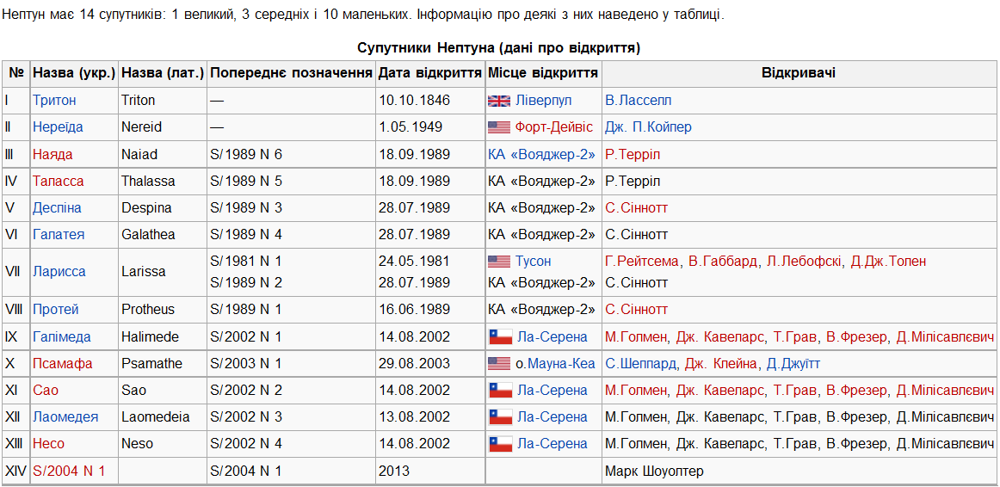 Нептун має 14 супутників: 1 великий, 3 середніх і 10 маленьких. Інформацію про деякі з них наведено у таблиці.
Супутники Нептуна (дані про відкриття)
№ Назва (укр.) Назва (лат.) Попереднє позначення Дата відкриття Місце відкриття Відкривачі
I Тритон Triton — 10.10.1846 Ліверпул В.Ласселл
II Нереїда Nereid — 1.05.1949 Форт-Дейвіс Дж. П.Койпер
III Наяда Naiad S/1989 N 6 18.09.1989 КА «Вояджер-2» Р.Терріл
IV Таласса Thalassa S/1989 N 5 18.09.1989 КА «Вояджер-2» Р.Терріл
V Деспіна Despina S/1989 N 3 28.07.1989 КА «Вояджер-2» С.Сіннотт
VI Галатея Galathea S/1989 N 4 28.07.1989 КА «Вояджер-2» С.Сіннотт
VII Ларисса Larissa S/1981 N 1 24.05.1981 Тусон Г.Рейтсема, В.Габбард, Л.Лебофскі, Д.Дж.Толен
S/1989 N 2 28.07.1989 КА «Вояджер-2» С.Сіннотт
VIII Протей Protheus S/1989 N 1 16.06.1989 КА «Вояджер-2» С.Сіннотт
IX Галімеда Halimede S/2002 N 1 14.08.2002 Ла-Серена М.Голмен, Дж. Кавеларс, Т.Грав, В.Фрезер, Д.Мілісавлєвич
X Псамафа Psamathe S/2003 N 1 29.08.2003 о.Мауна-Кеа С.Шеппард, Дж. Клейна, Д.Джуїтт
XI Сао Sao S/2002 N 2 14.08.2002 Ла-Серена М.Голмен, Дж. Кавеларс, Т.Грав, В.Фрезер, Д.Мілісавлєвич
XII Лаомедея Laomedeia S/2002 N 3 13.08.2002 Ла-Серена М.Голмен, Дж. Кавеларс, Т.Грав, В.Фрезер, Д.Мілісавлєвич
XIII Несо Neso S/2002 N 4 14.08.2002 Ла-Серена М.Голмен, Дж. Кавеларс, Т.Грав, В.Фрезер, Д.Мілісавлєвич
XIV S/2004 N 1 S/2004 N 1 2013 Марк Шоуолтер